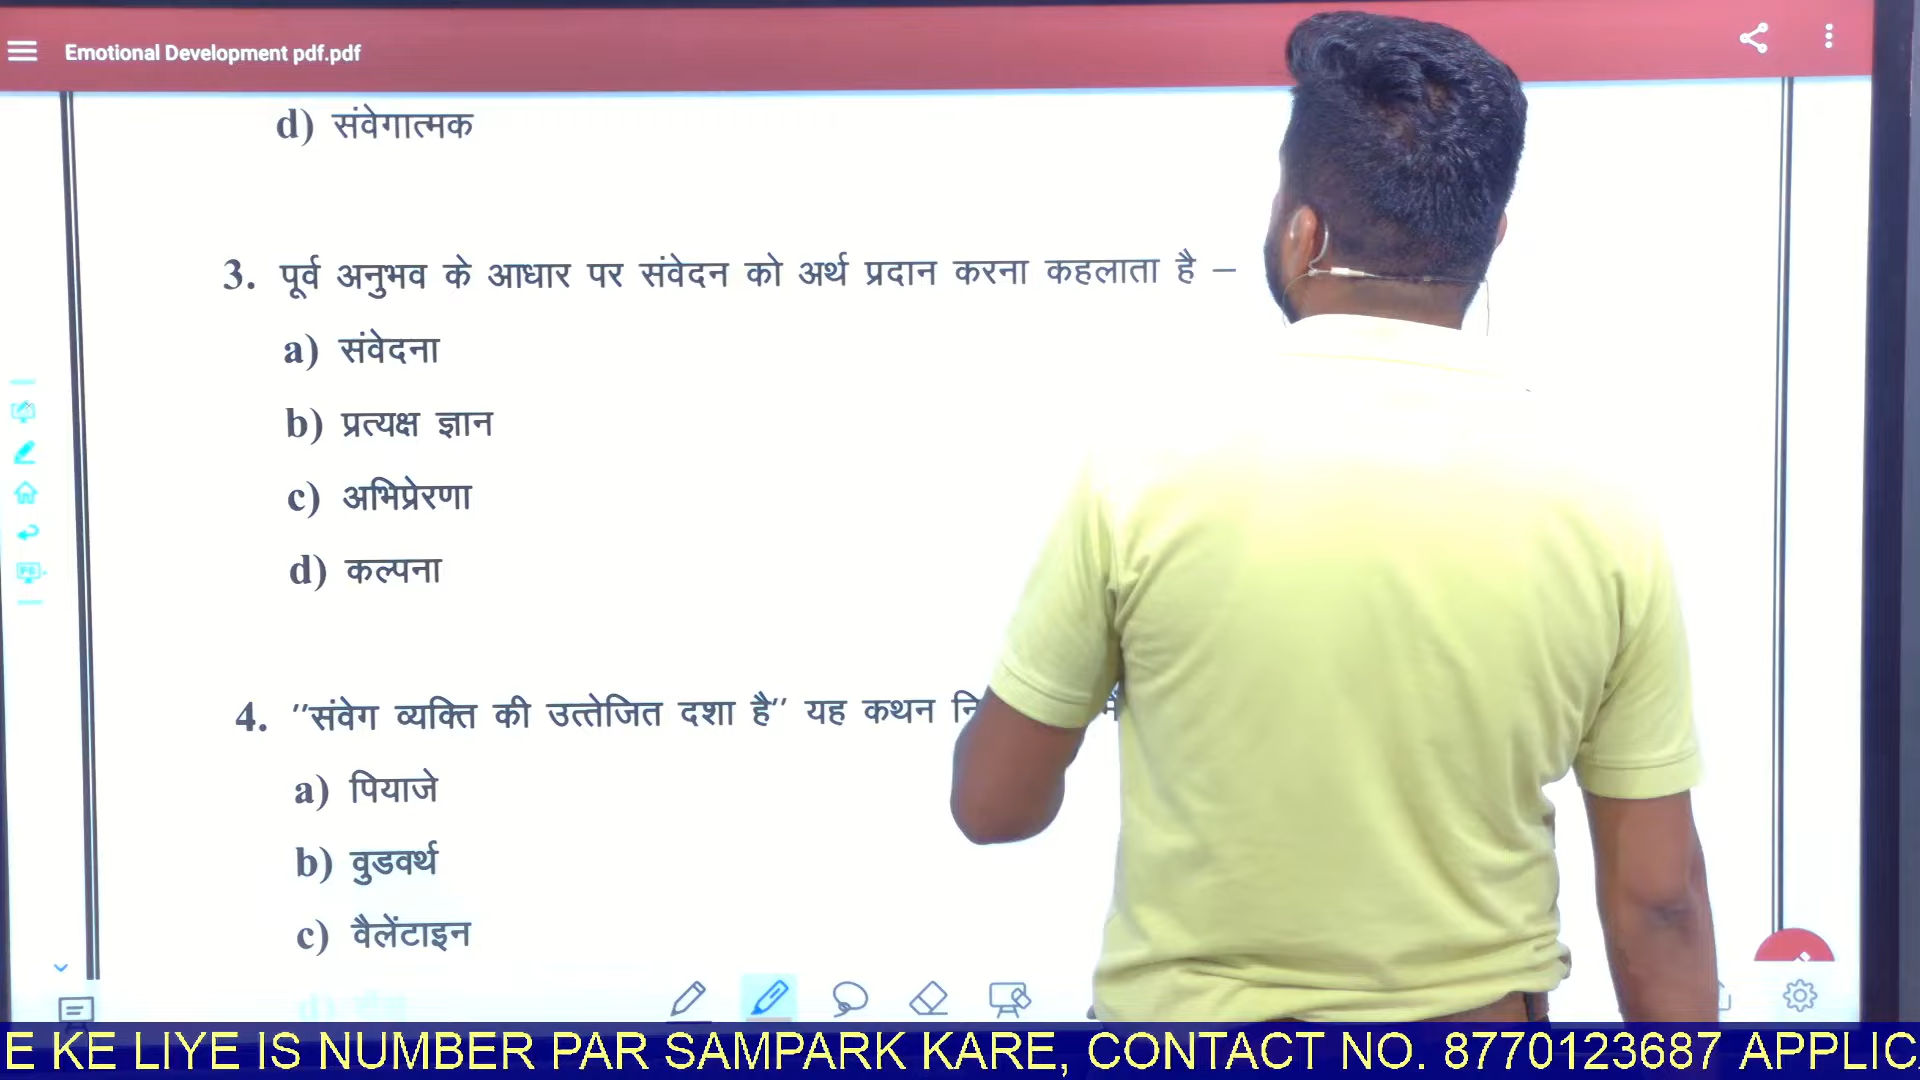 Emotional Development pdf.pdf
d) संवेगात्मक
3. पूर्व अनुभव के आधार पर संवेदन को अर्थ प्रदान करना कहलाता है –
a) संवेदना
b) प्रत्यक्ष ज्ञान
c) अभिप्रेरणा
d) कल्पना
4. ''संवेग व्यक्ति की उत्तेजित दशा है'' यह कथन
a) पियाजे
b) वुडवर्थ
c) वैलेंटाइन
E KE LIYE IS NUMBER PAR SAMPARK KARE, CONTACT NO. 8770123687 APPLIC